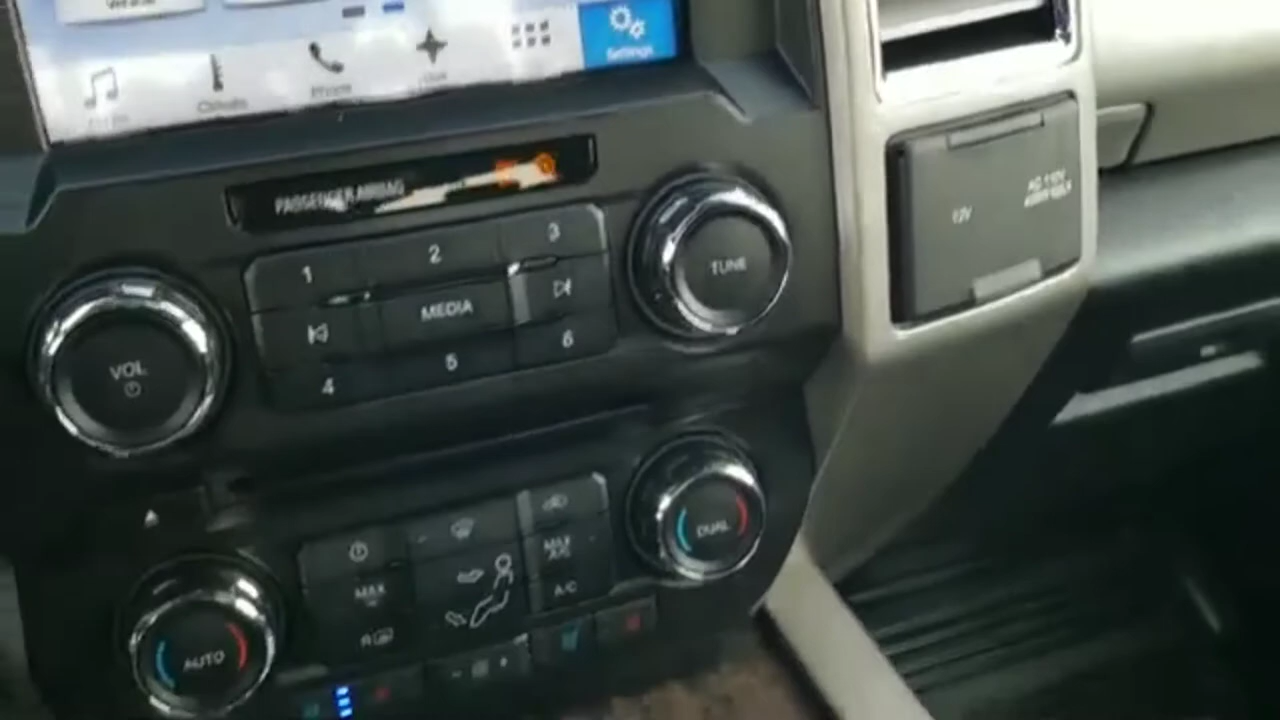 Settings
Climate
Phone
PASSENGER AIRBAG
1
2
3
MEDIA
4
5
6
VOL
TUNE
12V
AC 110V
DUAL
MAX
A/C
MAX
A/C
AUTO